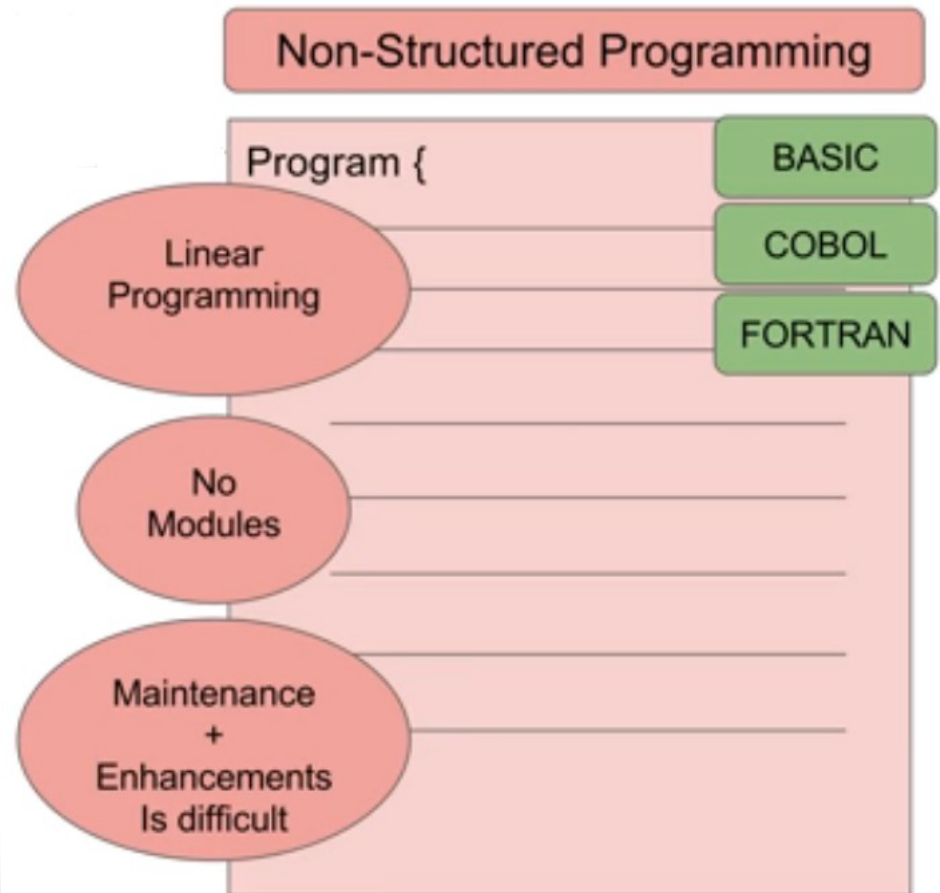 Non-Structured Programming
Program {
BASIC
COBOL
FORTRAN
Linear
Programming
No
Modules
Maintenance
+
Enhancements
Is difficult